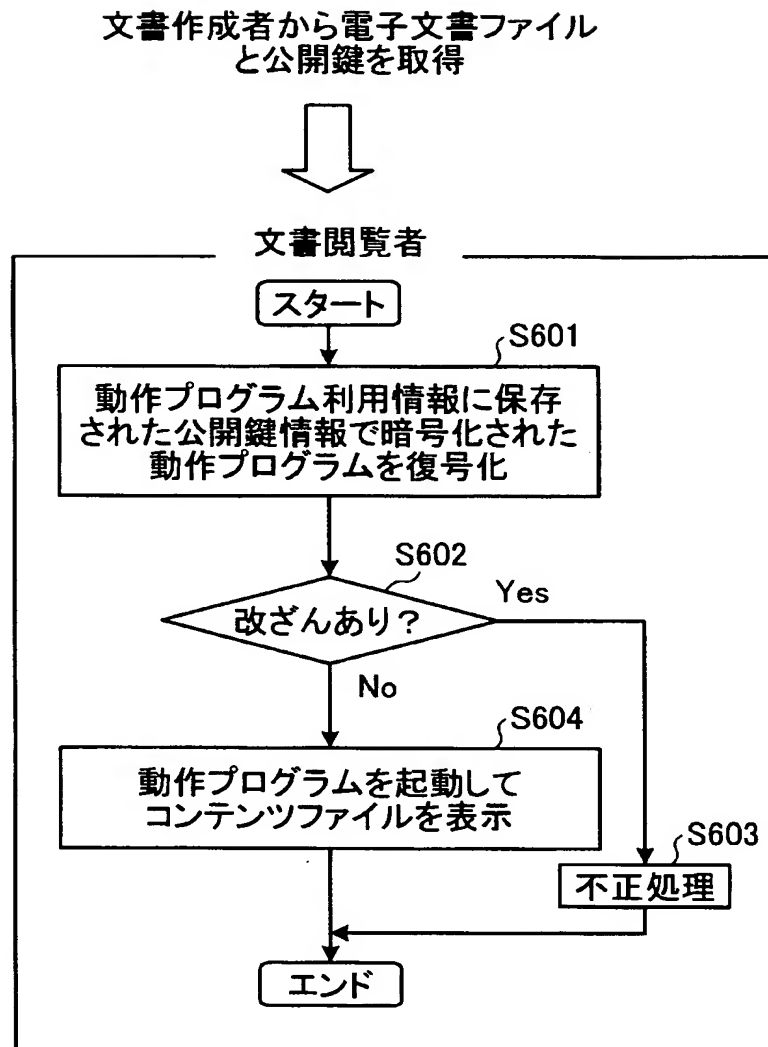 文書作成者から電子文書ファイル
と公開鍵を取得
文書閲覧者
スタート
S601
動作プログラム利用情報に保存
された公開鍵情報で暗号化された
動作プログラムを復号化
S602
改ざんあり?
Yes
No
S604
動作プログラムを起動して
コンテンツファイルを表示
S603
不正処理
エンド